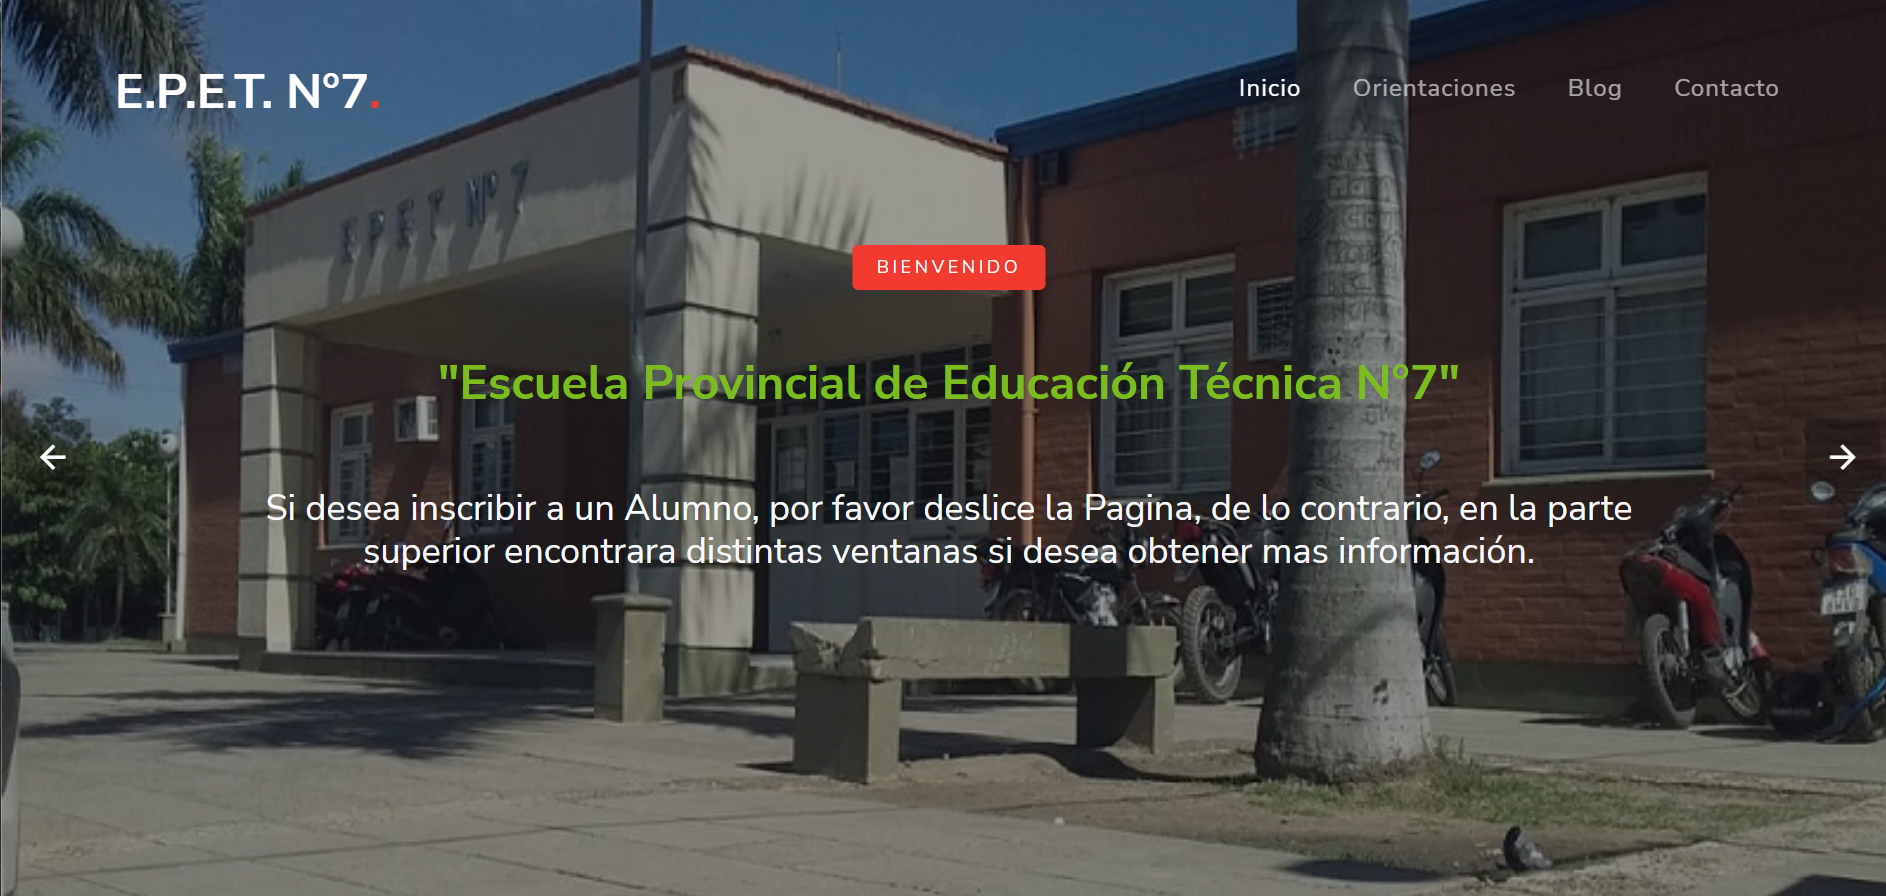 E.P.E.T. N°7.
Inicio Orientaciones Blog Contacto
E P E T Nº 7
BIENVENIDO
"Escuela Provincial de Educación Técnica N°7"
Si desea inscribir a un Alumno, por favor deslice la Pagina, de lo contrario, en la parte
superior encontrara distintas ventanas si desea obtener mas información.